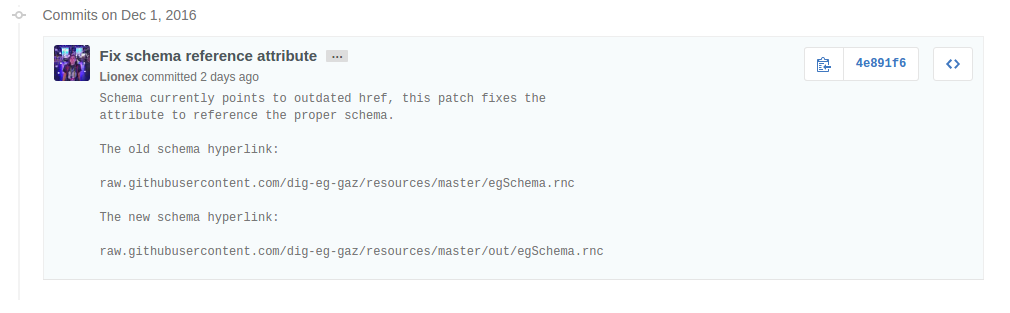 Commits on Dec 1, 2016
Fix schema reference attribute …
Lionex committed 2 days ago
4e891f6
Schema currently points to outdated href, this patch fixes the
attribute to reference the proper schema.
The old schema hyperlink:
raw.githubusercontent.com/dig-eg-gaz/resources/master/egSchema.rnc
The new schema hyperlink:
raw.githubusercontent.com/dig-eg-gaz/resources/master/out/egSchema.rnc